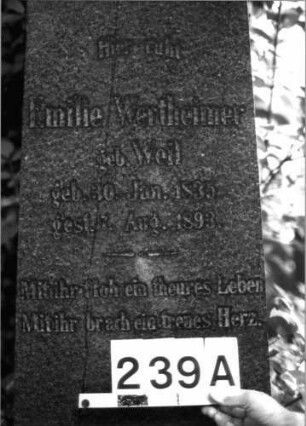 Hier ruht
Emilie Wertheimer
geb. Weil
geb. 30. Jan. 1835
gest. Aug. 1893.
Mit ihr floh ein theures Leben
Mit ihr brach ein treues Herz.
239A